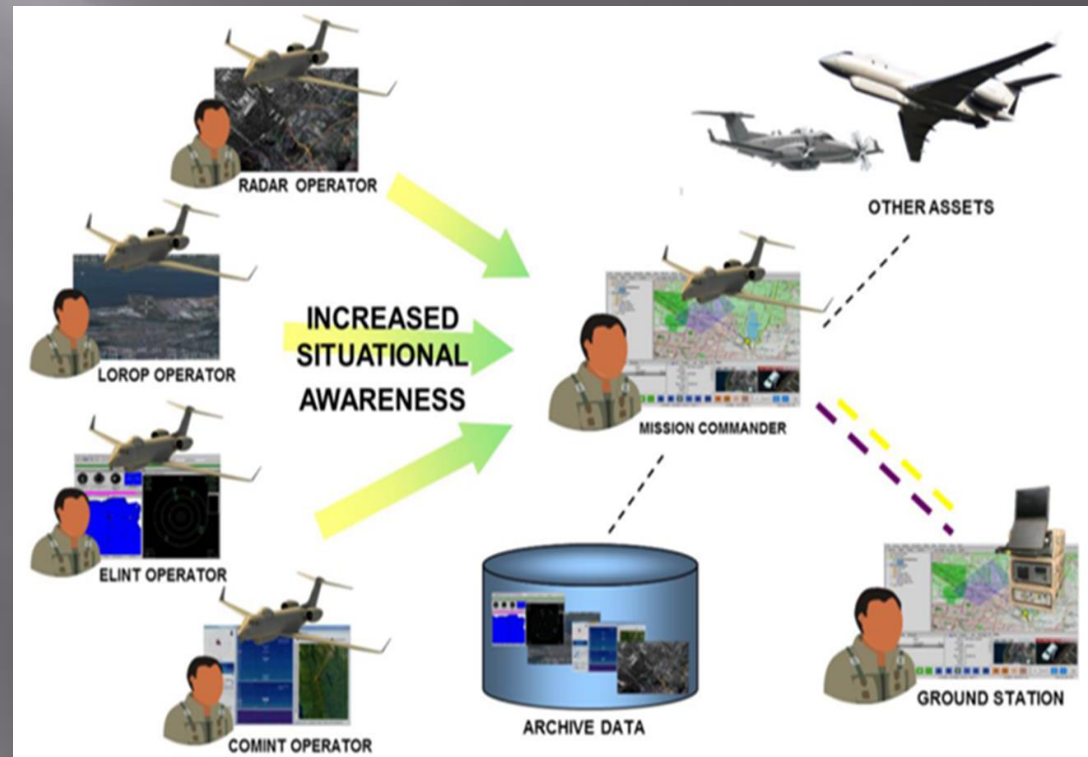 RADAR OPERATOR
OTHER ASSETS
LOROP OPERATOR
INCREASED
SITUATIONAL
AWARENESS
MISSION COMMANDER
ELINT OPERATOR
COMINT OPERATOR
ARCHIVE DATA
GROUND STATION